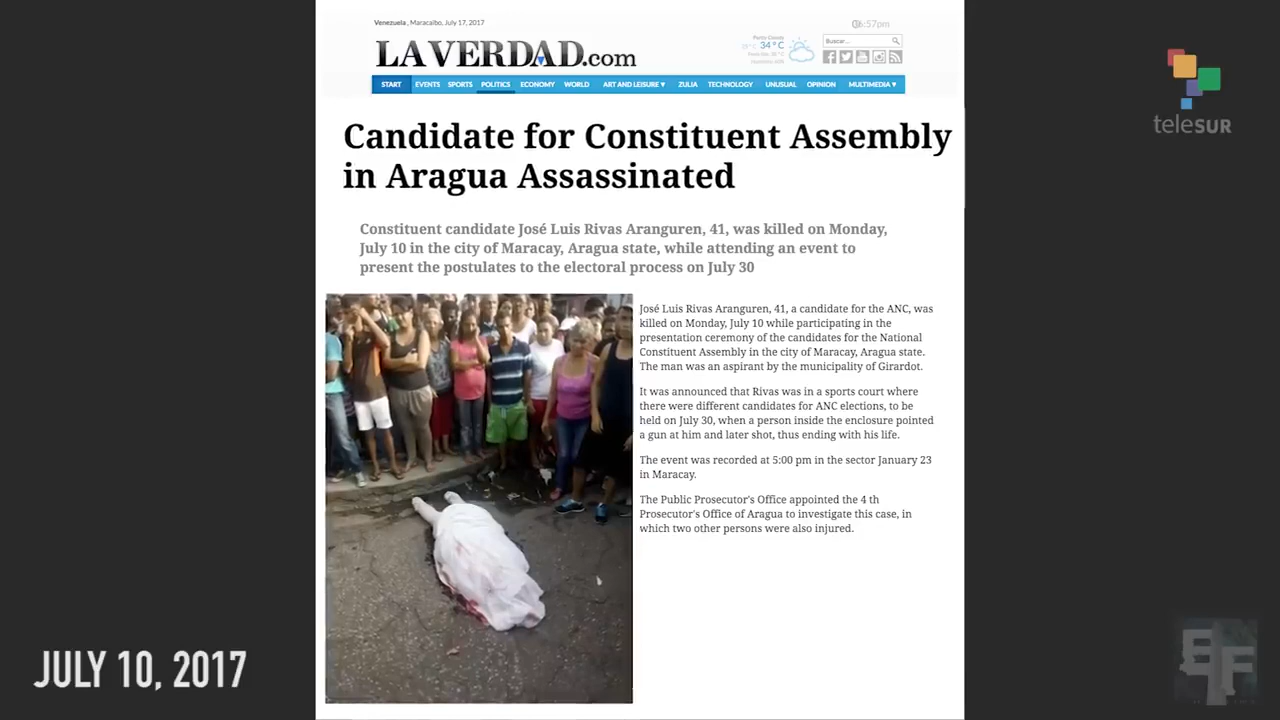 Venezuela , Maracaibo, July 17, 2017
6:57pm
LA VERDAD.com
34 ° C
Buscar...
START EVENTS SPORTS POLITICS ECONOMY WORLD ART AND LEISURE ▼ ZULIA TECHNOLOGY UNUSUAL OPINION MULTIMEDIA ▼
teleSUR
Candidate for Constituent Assembly
in Aragua Assassinated
Constituent candidate José Luis Rivas Aranguren, 41, was killed on Monday,
July 10 in the city of Maracay, Aragua state, while attending an event to
present the postulates to the electoral process on July 30
José Luis Rivas Aranguren, 41, a candidate for the ANC, was
killed on Monday, July 10 while participating in the
presentation ceremony of the candidates for the National
Constituent Assembly in the city of Maracay, Aragua state.
The man was an aspirant by the municipality of Girardot.
It was announced that Rivas was in a sports court where
there were different candidates for ANC elections, to be
held on July 30, when a person inside the enclosure pointed
a gun at him and later shot, thus ending with his life.
The event was recorded at 5:00 pm in the sector January 23
in Maracay.
The Public Prosecutor's Office appointed the 4 th
Prosecutor's Office of Aragua to investigate this case, in
which two other persons were also injured.
JULY 10, 2017
EF